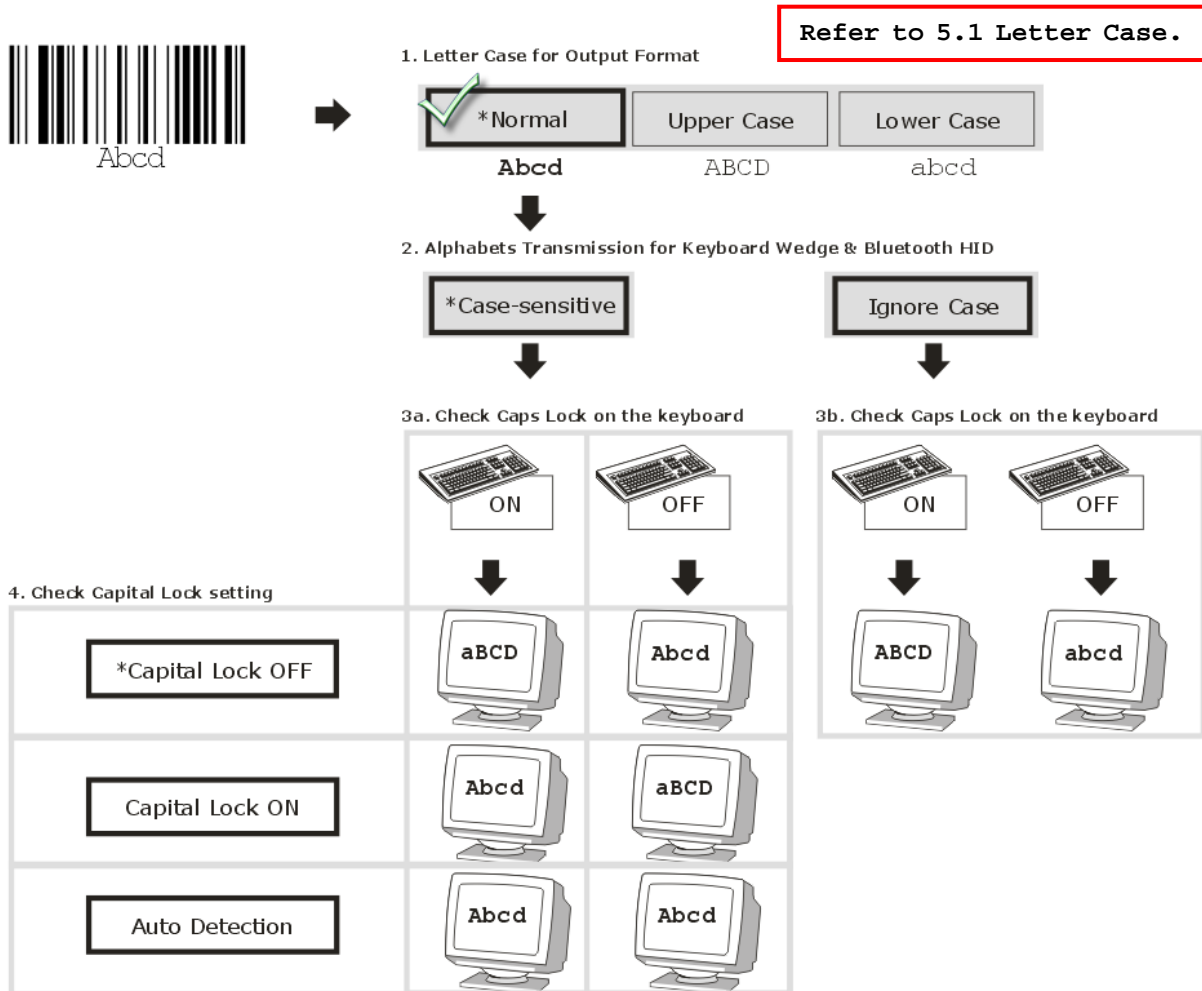 Refer to 5.1 Letter Case.
1. Letter Case for Output Format
*Normal Upper Case Lower Case
Abcd
Abcd ABCD abcd
2. Alphabets Transmission for Keyboard Wedge & Bluetooth HID
*Case-sensitive Ignore Case
3a. Check Caps Lock on the keyboard 3b. Check Caps Lock on the keyboard
ON OFF ON OFF
4. Check Capital Lock setting
*Capital Lock OFF aBCD Abcd ABCD abcd
Capital Lock ON Abcd aBCD
Auto Detection Abcd Abcd